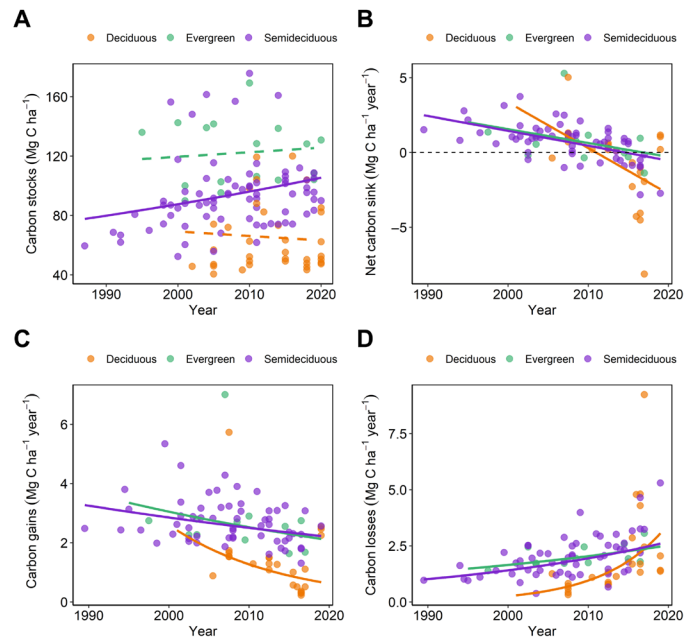 A
Deciduous Evergreen Semideciduous
Carbon stocks (Mg C ha⁻¹)
160
120
80
40
1990 2000 2010 2020
Year
B
Deciduous Evergreen Semideciduous
Net carbon sink (Mg C ha⁻¹ year⁻¹)
5
0
−5
1990 2000 2010 2020
Year
C
Deciduous Evergreen Semideciduous
Carbon gains (Mg C ha⁻¹ year⁻¹)
6
4
2
0
1990 2000 2010 2020
Year
D
Deciduous Evergreen Semideciduous
Carbon losses (Mg C ha⁻¹ year⁻¹)
7.5
5.0
2.5
0.0
1990 2000 2010 2020
Year